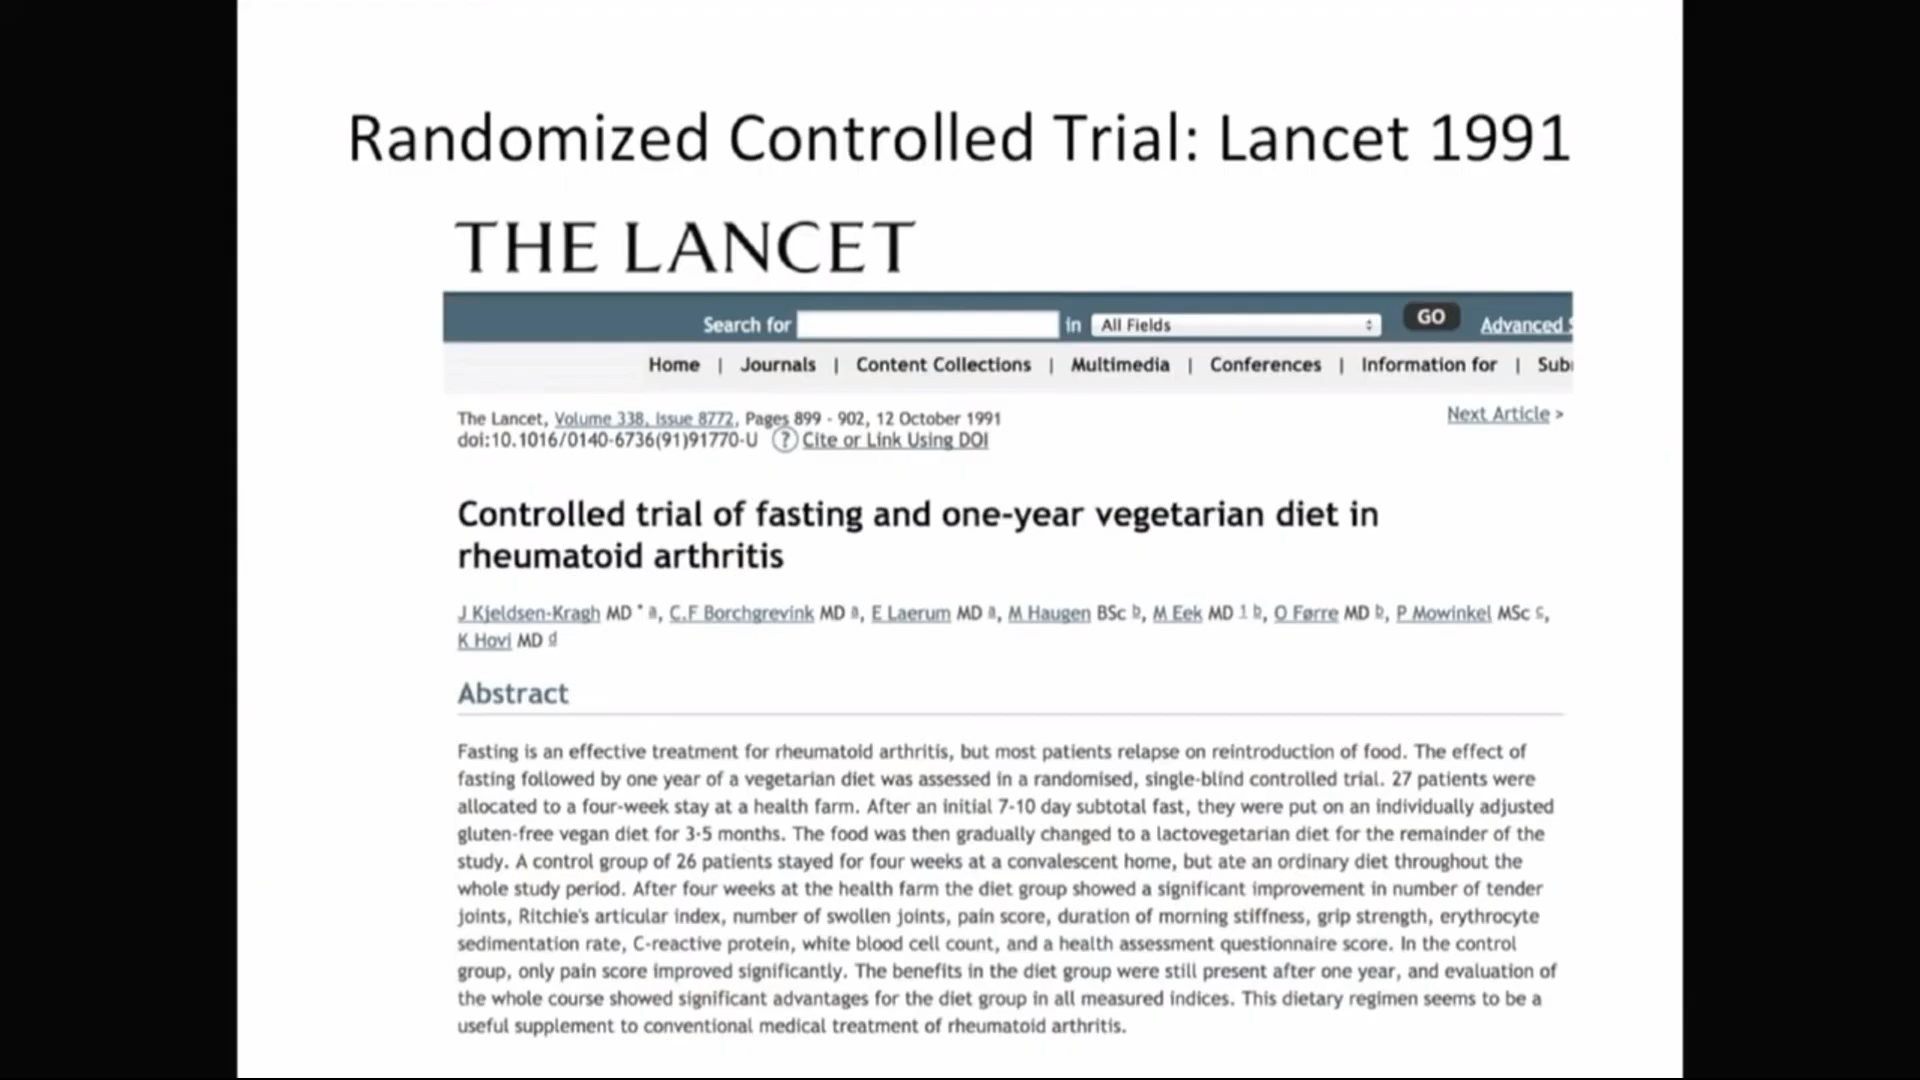 Randomized Controlled Trial: Lancet 1991
THE LANCET
Search for in All Fields GO Advanced
Home | Journals | Content Collections | Multimedia | Conferences | Information for | Sub
The Lancet, Volume 338, Issue 8772, Pages 899 - 902, 12 October 1991
Next Article >
doi:10.1016/0140-6736(91)91770-U ? Cite or Link Using DOI
Controlled trial of fasting and one-year vegetarian diet in
rheumatoid arthritis
J Kjeldsen-Kragh MD * a, C.F Borchgrevink MD a, E Laerum MD a, M Haugen BSc b, M Eek MD 1 b, OFørre MD b, P Mowinkel MSc c,
K Hovi MD d
Abstract
Fasting is an effective treatment for rheumatoid arthritis, but most patients relapse on reintroduction of food. The effect of
fasting followed by one year of a vegetarian diet was assessed in a randomised, single-blind controlled trial. 27 patients were
allocated to a four-week stay at a health farm. After an initial 7-10 day subtotal fast, they were put on an individually adjusted
gluten-free vegan diet for 3·5 months. The food was then gradually changed to a lactovegetarian diet for the remainder of the
study. A control group of 26 patients stayed for four weeks at a convalescent home, but ate an ordinary diet throughout the
whole study period. After four weeks at the health farm the diet group showed a significant improvement in number of tender
joints, Ritchie's articular index, number of swollen joints, pain score, duration of morning stiffness, grip strength, erythrocyte
sedimentation rate, C-reactive protein, white blood cell count, and a health assessment questionnaire score. In the control
group, only pain score improved significantly. The benefits in the diet group were still present after one year, and evaluation of
the whole course showed significant advantages for the diet group in all measured indices. This dietary regimen seems to be a
useful supplement to conventional medical treatment of rheumatoid arthritis.